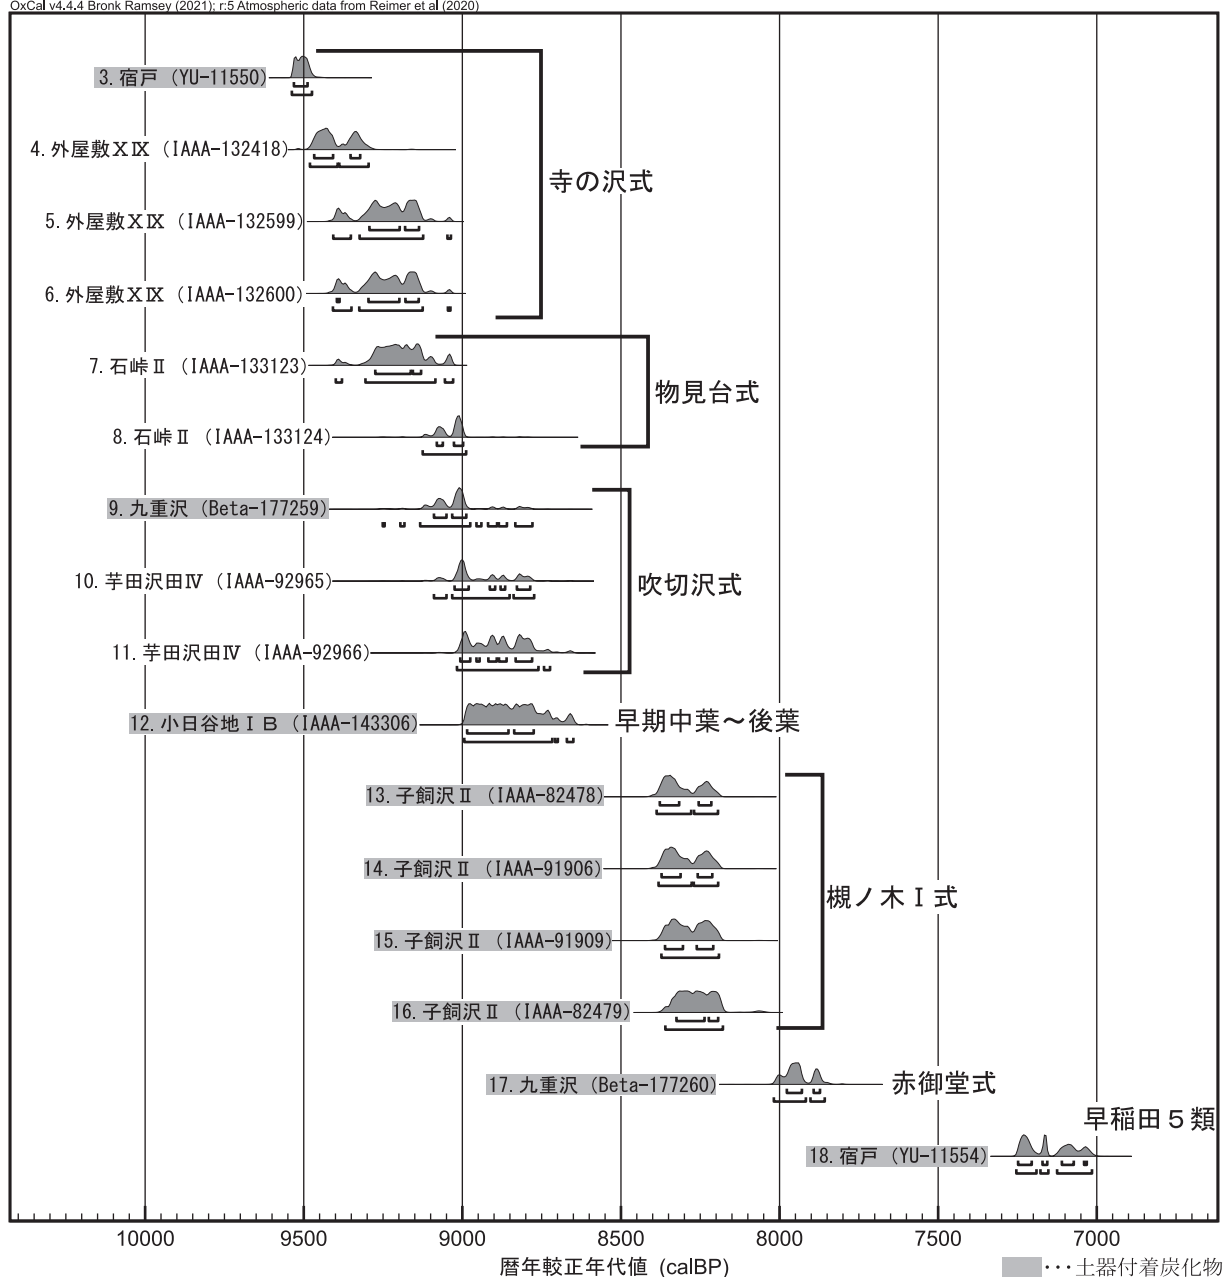 OxCal v4.4.4 Bronk Ramsey (2021); r:5 Atmospheric data from Reimer et al (2020)
3. 宿戸 (YU-11550)
4. 外屋敷ⅩⅨ (IAAA-132418)
寺の沢式
5. 外屋敷ⅩⅨ (IAAA-132599)
6. 外屋敷ⅩⅨ (IAAA-132600)
7. 石峠Ⅱ (IAAA-133123)
物見台式
8. 石峠Ⅱ (IAAA-133124)
9. 九重沢 (Beta-177259)
10. 芋田沢田Ⅳ (IAAA-92965)
吹切沢式
11. 芋田沢田Ⅳ (IAAA-92966)
12. 小日谷地ⅠB (IAAA-143306)
早期中葉～後葉
13. 子飼沢Ⅱ (IAAA-82478)
14. 子飼沢Ⅱ (IAAA-91906)
槻ノ木Ⅰ式
15. 子飼沢Ⅱ (IAAA-91909)
16. 子飼沢Ⅱ (IAAA-82479)
17. 九重沢 (Beta-177260)
赤御堂式
早稲田5類
18. 宿戸 (YU-11554)
10000 9500 9000 8500 8000 7500 7000
暦年較正年代値 (calBP)
･･･土器付着炭化物